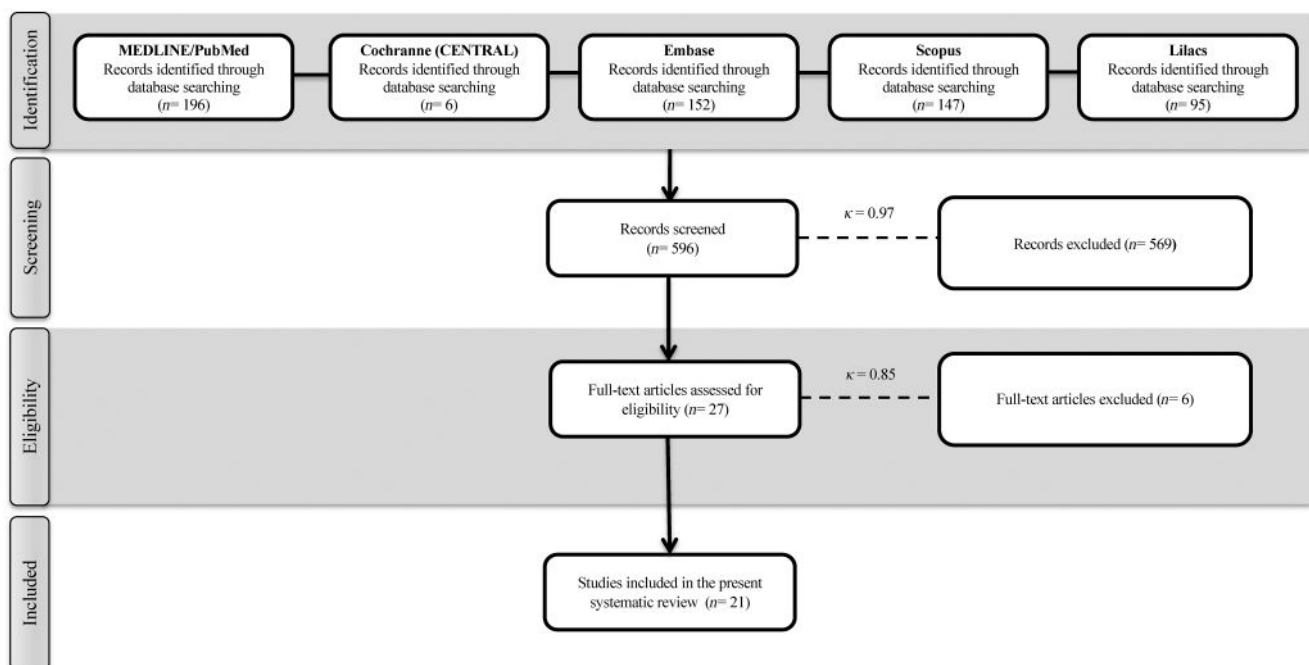 Identification
MEDLINE/PubMed
Records identified through
database searching
(n= 196)
Cochranne (CENTRAL)
Records identified through
database searching
(n= 6)
Embase
Records identified through
database searching
(n= 152)
Scopus
Records identified through
database searching
(n= 147)
Lilacs
Records identified through
database searching
(n= 95)
Screening
Records screened
(n= 596)
κ = 0.97
Records excluded (n= 569)
Eligibility
Full-text articles assessed for
eligibility (n= 27)
κ = 0.85
Full-text articles excluded (n= 6)
Included
Studies included in the present
systematic review (n= 21)